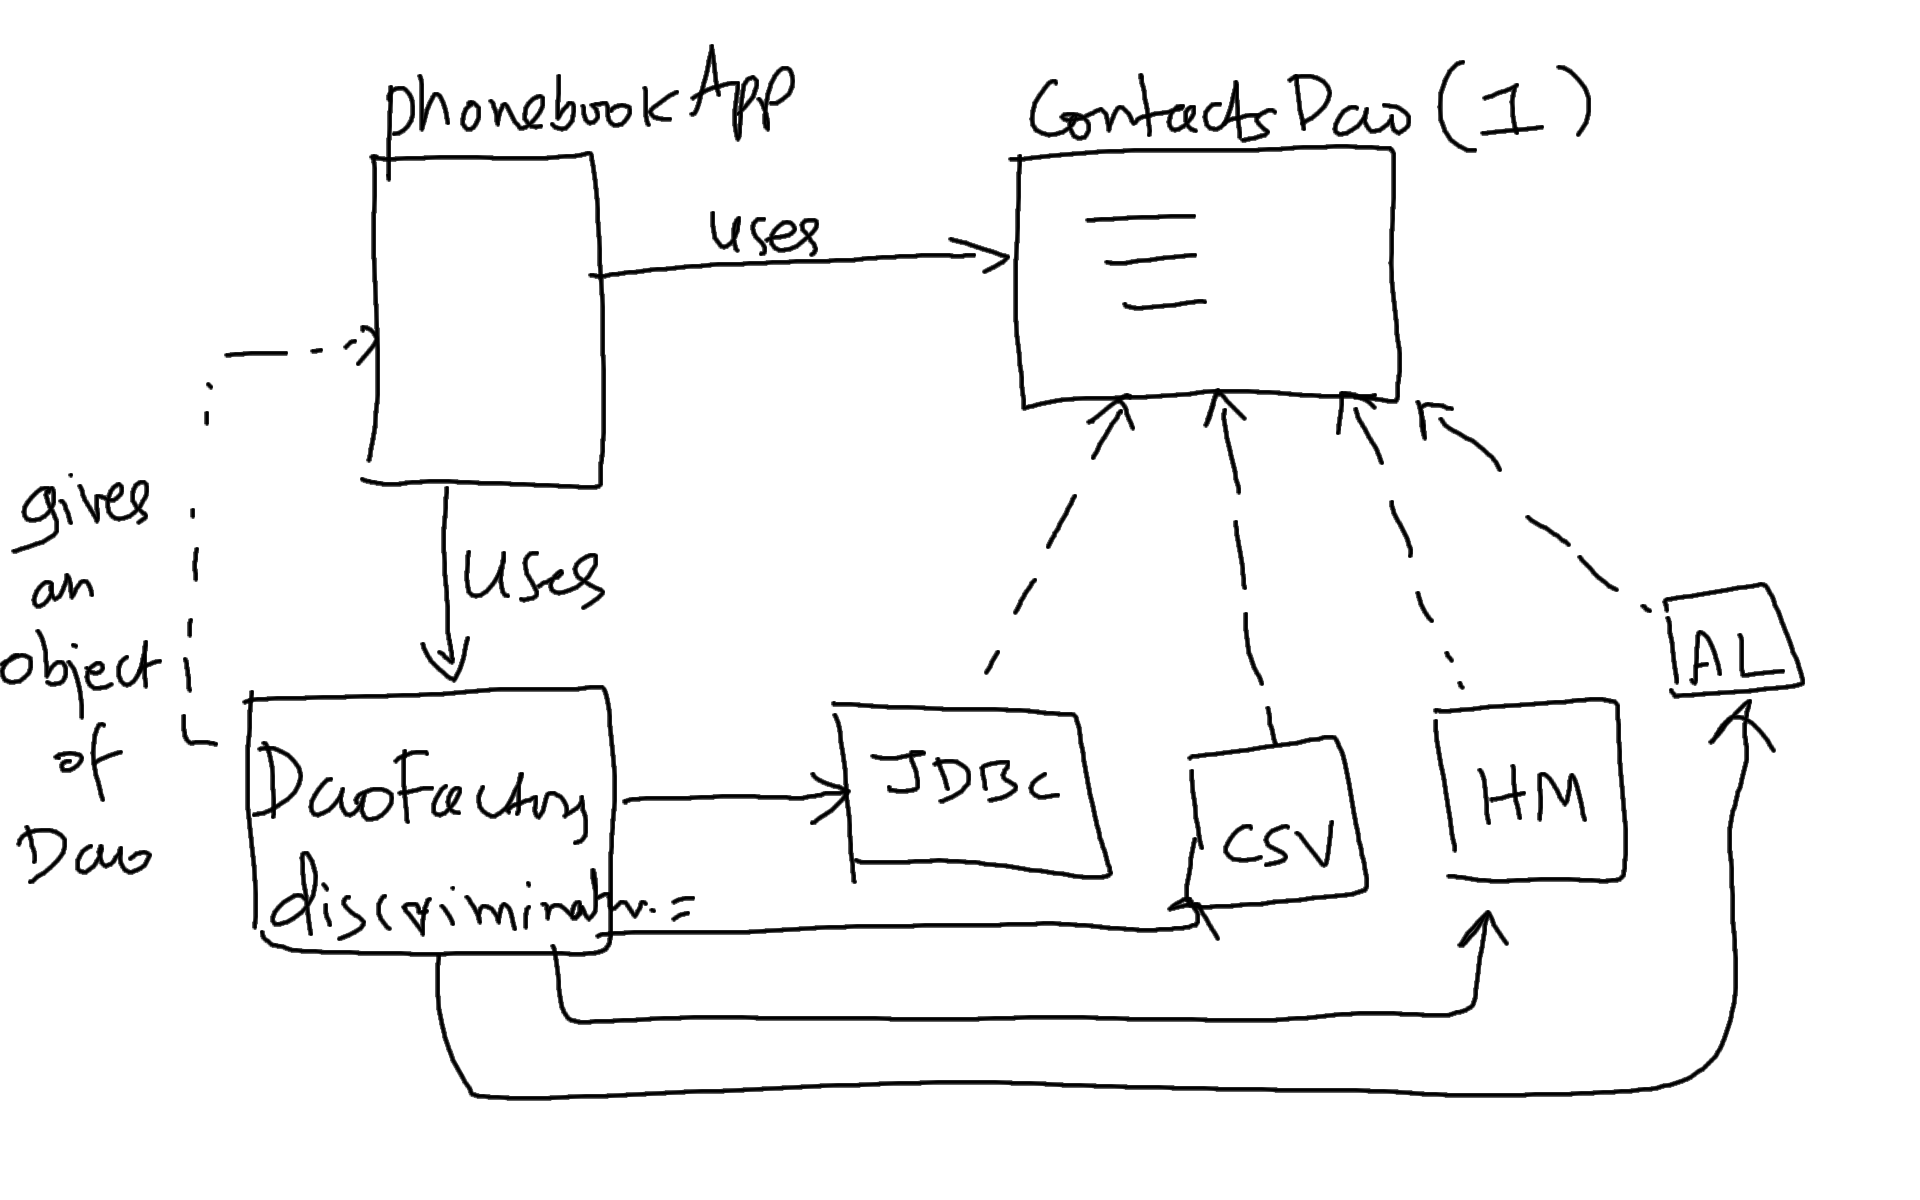 phonebookApp
ContactsDao (I)
uses
uses
gives
an
object
of
Dao
DaoFactory
discriminator. =
JDBC
CSV
HM
AL